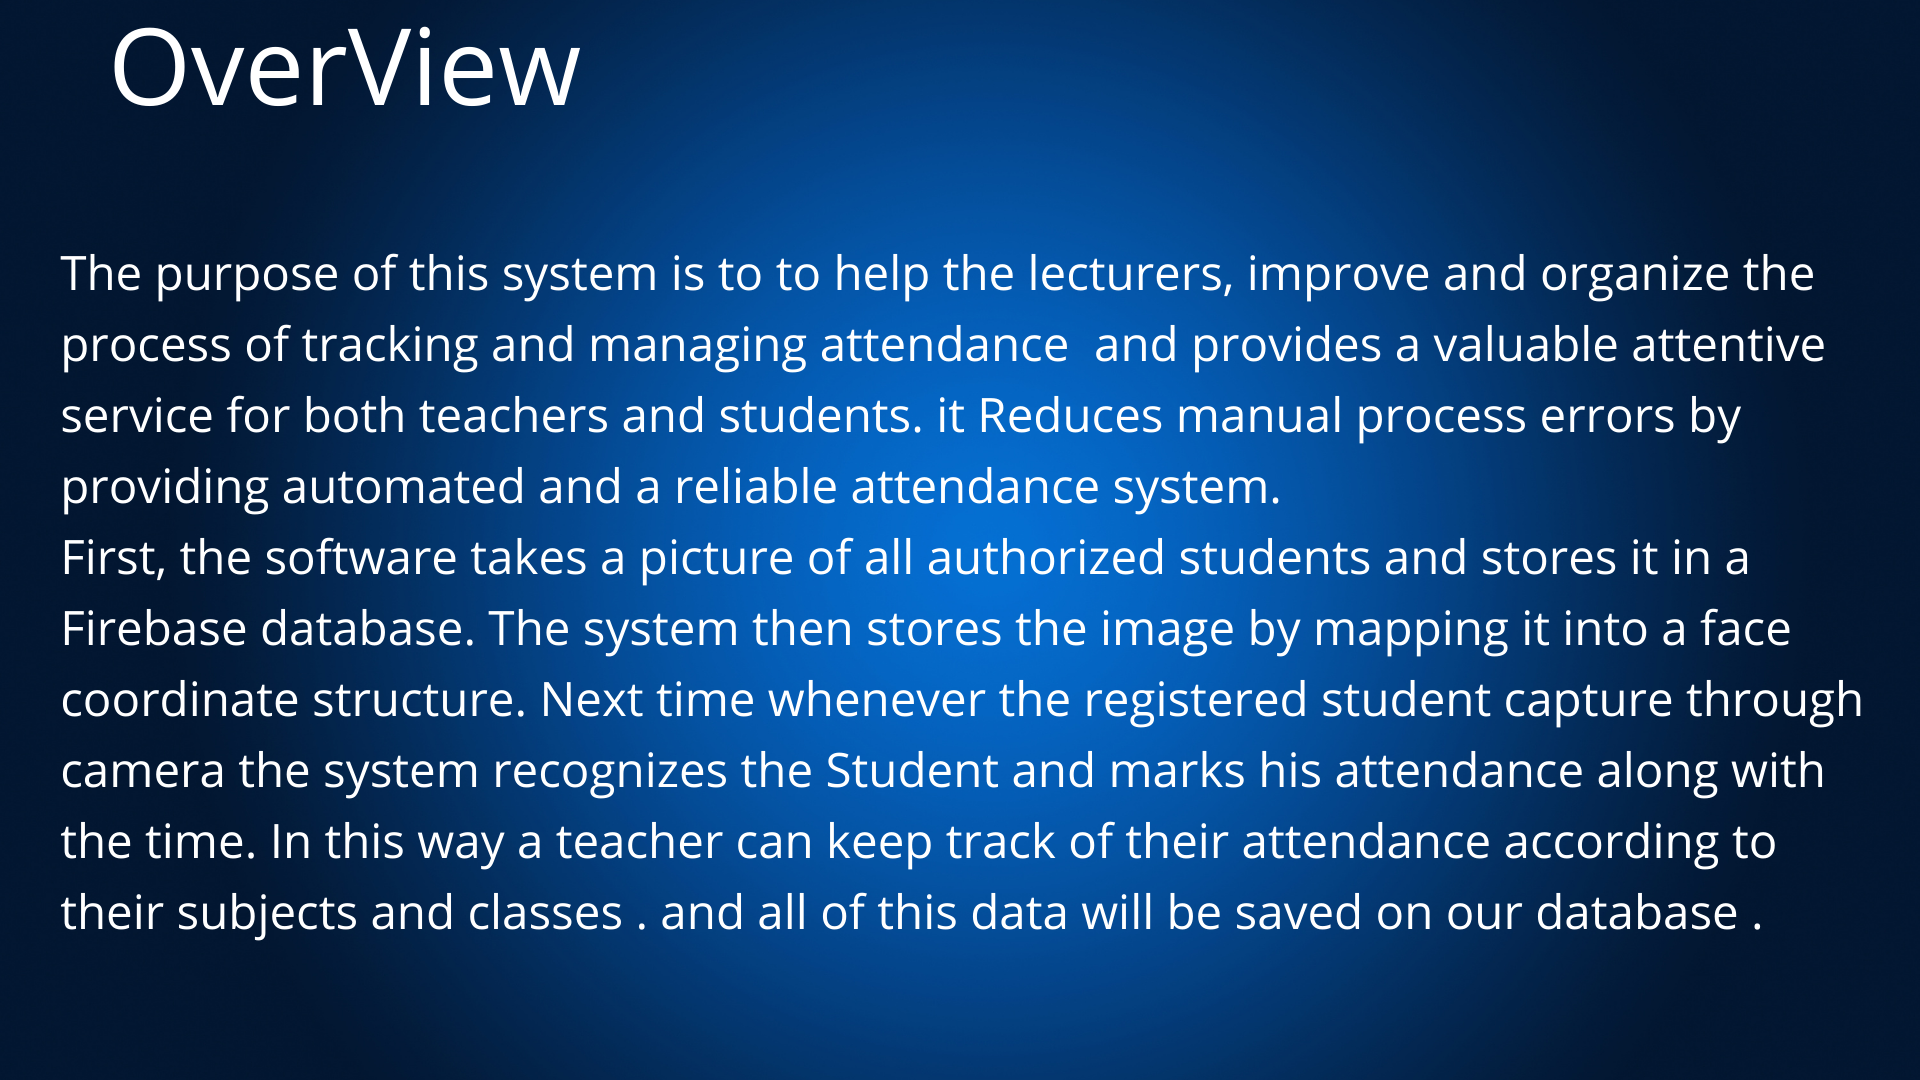 OverView
The purpose of this system is to to help the lecturers, improve and organize the
process of tracking and managing attendance  and provides a valuable attentive
service for both teachers and students. it Reduces manual process errors by
providing automated and a reliable attendance system.
First, the software takes a picture of all authorized students and stores it in a
Firebase database. The system then stores the image by mapping it into a face
coordinate structure. Next time whenever the registered student capture through
camera the system recognizes the Student and marks his attendance along with
the time. In this way a teacher can keep track of their attendance according to
their subjects and classes . and all of this data will be saved on our database .